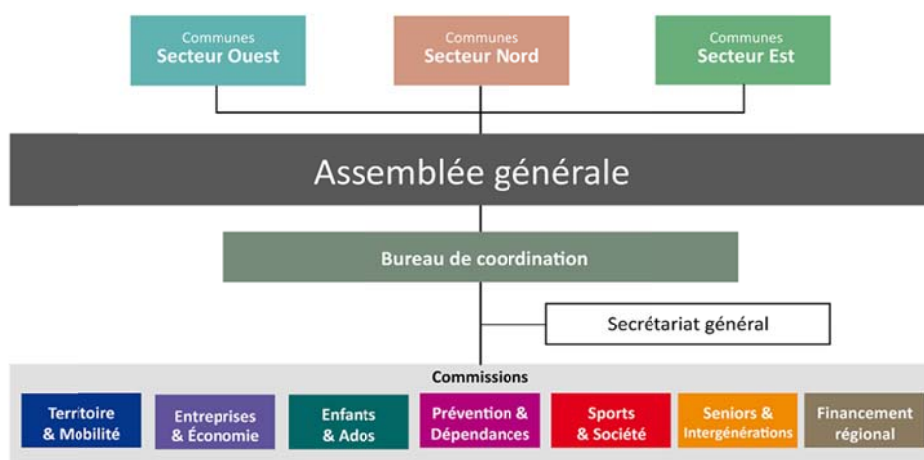 Communes
Secteur Ouest
Communes
Secteur Nord
Communes
Secteur Est
Assemblée générale
Bureau de coordination
Secrétariat général
Commissions
Territoire
& Mobilité
Entreprises
& Économie
Enfants
& Ados
Prévention &
Dépendances
Sports
& Société
Seniors &
Intergénérations
Financement
régional